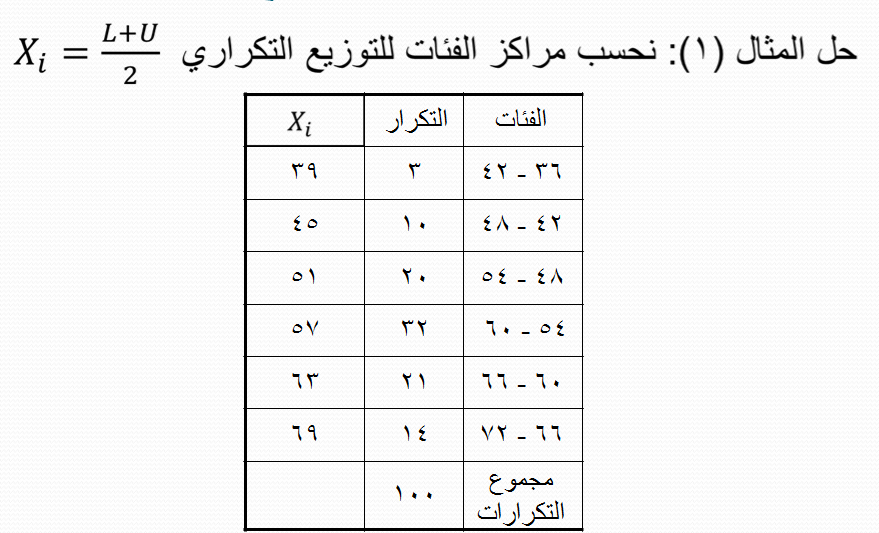 حل المثال (١): نحسب مراكز الفئات للتوزيع التكراري X_i = \frac{L+U}{2}
الفئات التكرار X_i
٣٦ - ٤٢ ٣ ٣٩
٤٢ - ٤٨ ١٠ ٤٥
٤٨ - ٥٤ ٢٠ ٥١
٥٤ - ٦٠ ٣٢ ٥٧
٦٠ - ٦٦ ٢١ ٦٣
٦٦ - ٧٢ ١٤ ٦٩
مجموع
التكرارات ١٠٠